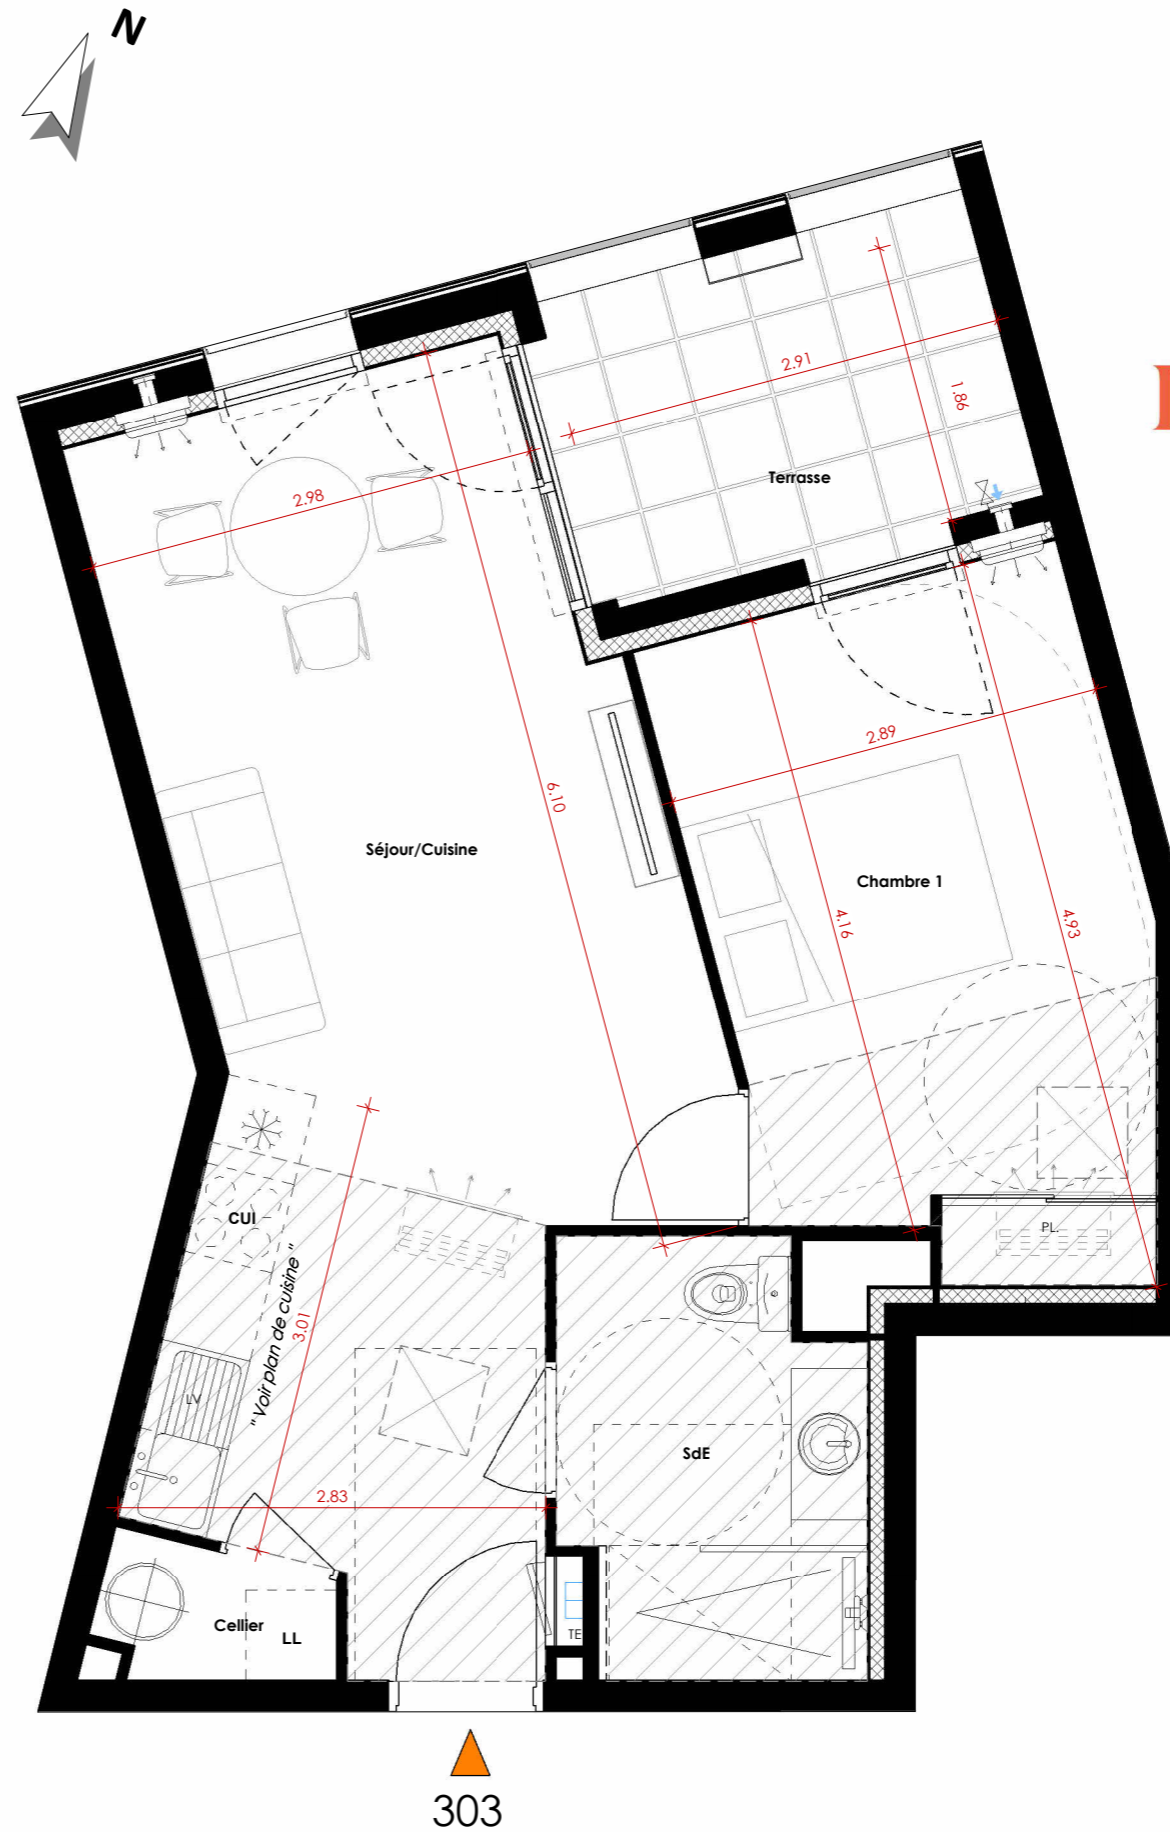 N
2.91
1.86
Terrasse
2.98
2.89
6.10
Séjour/Cuisine
Chambre 1
4.16
4.93
CUI
PL.
"Voir plan de cuisine "
3.01
LV
SdE
2.83
Cellier
LL
TE
303